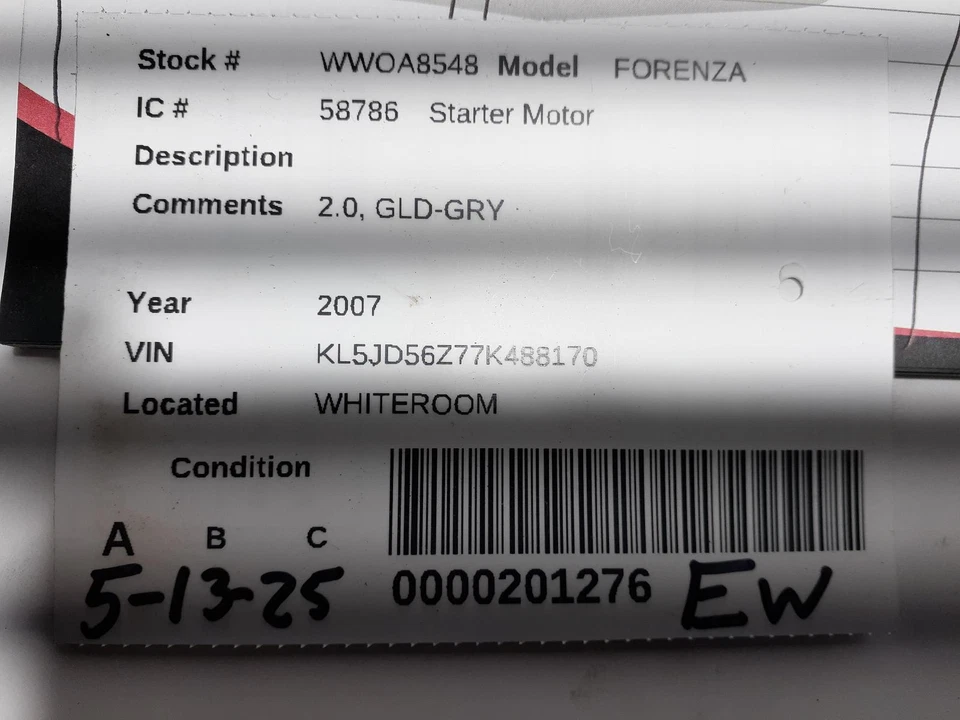 Stock # WWOA8548 Model FORENZA
IC # 58786 Starter Motor
Description
Comments 2.0, GLD-GRY
Year 2007
VIN KL5JD56Z77K488170
Located WHITEROOM
Condition
A B C
5-13-25 0000201276 EW